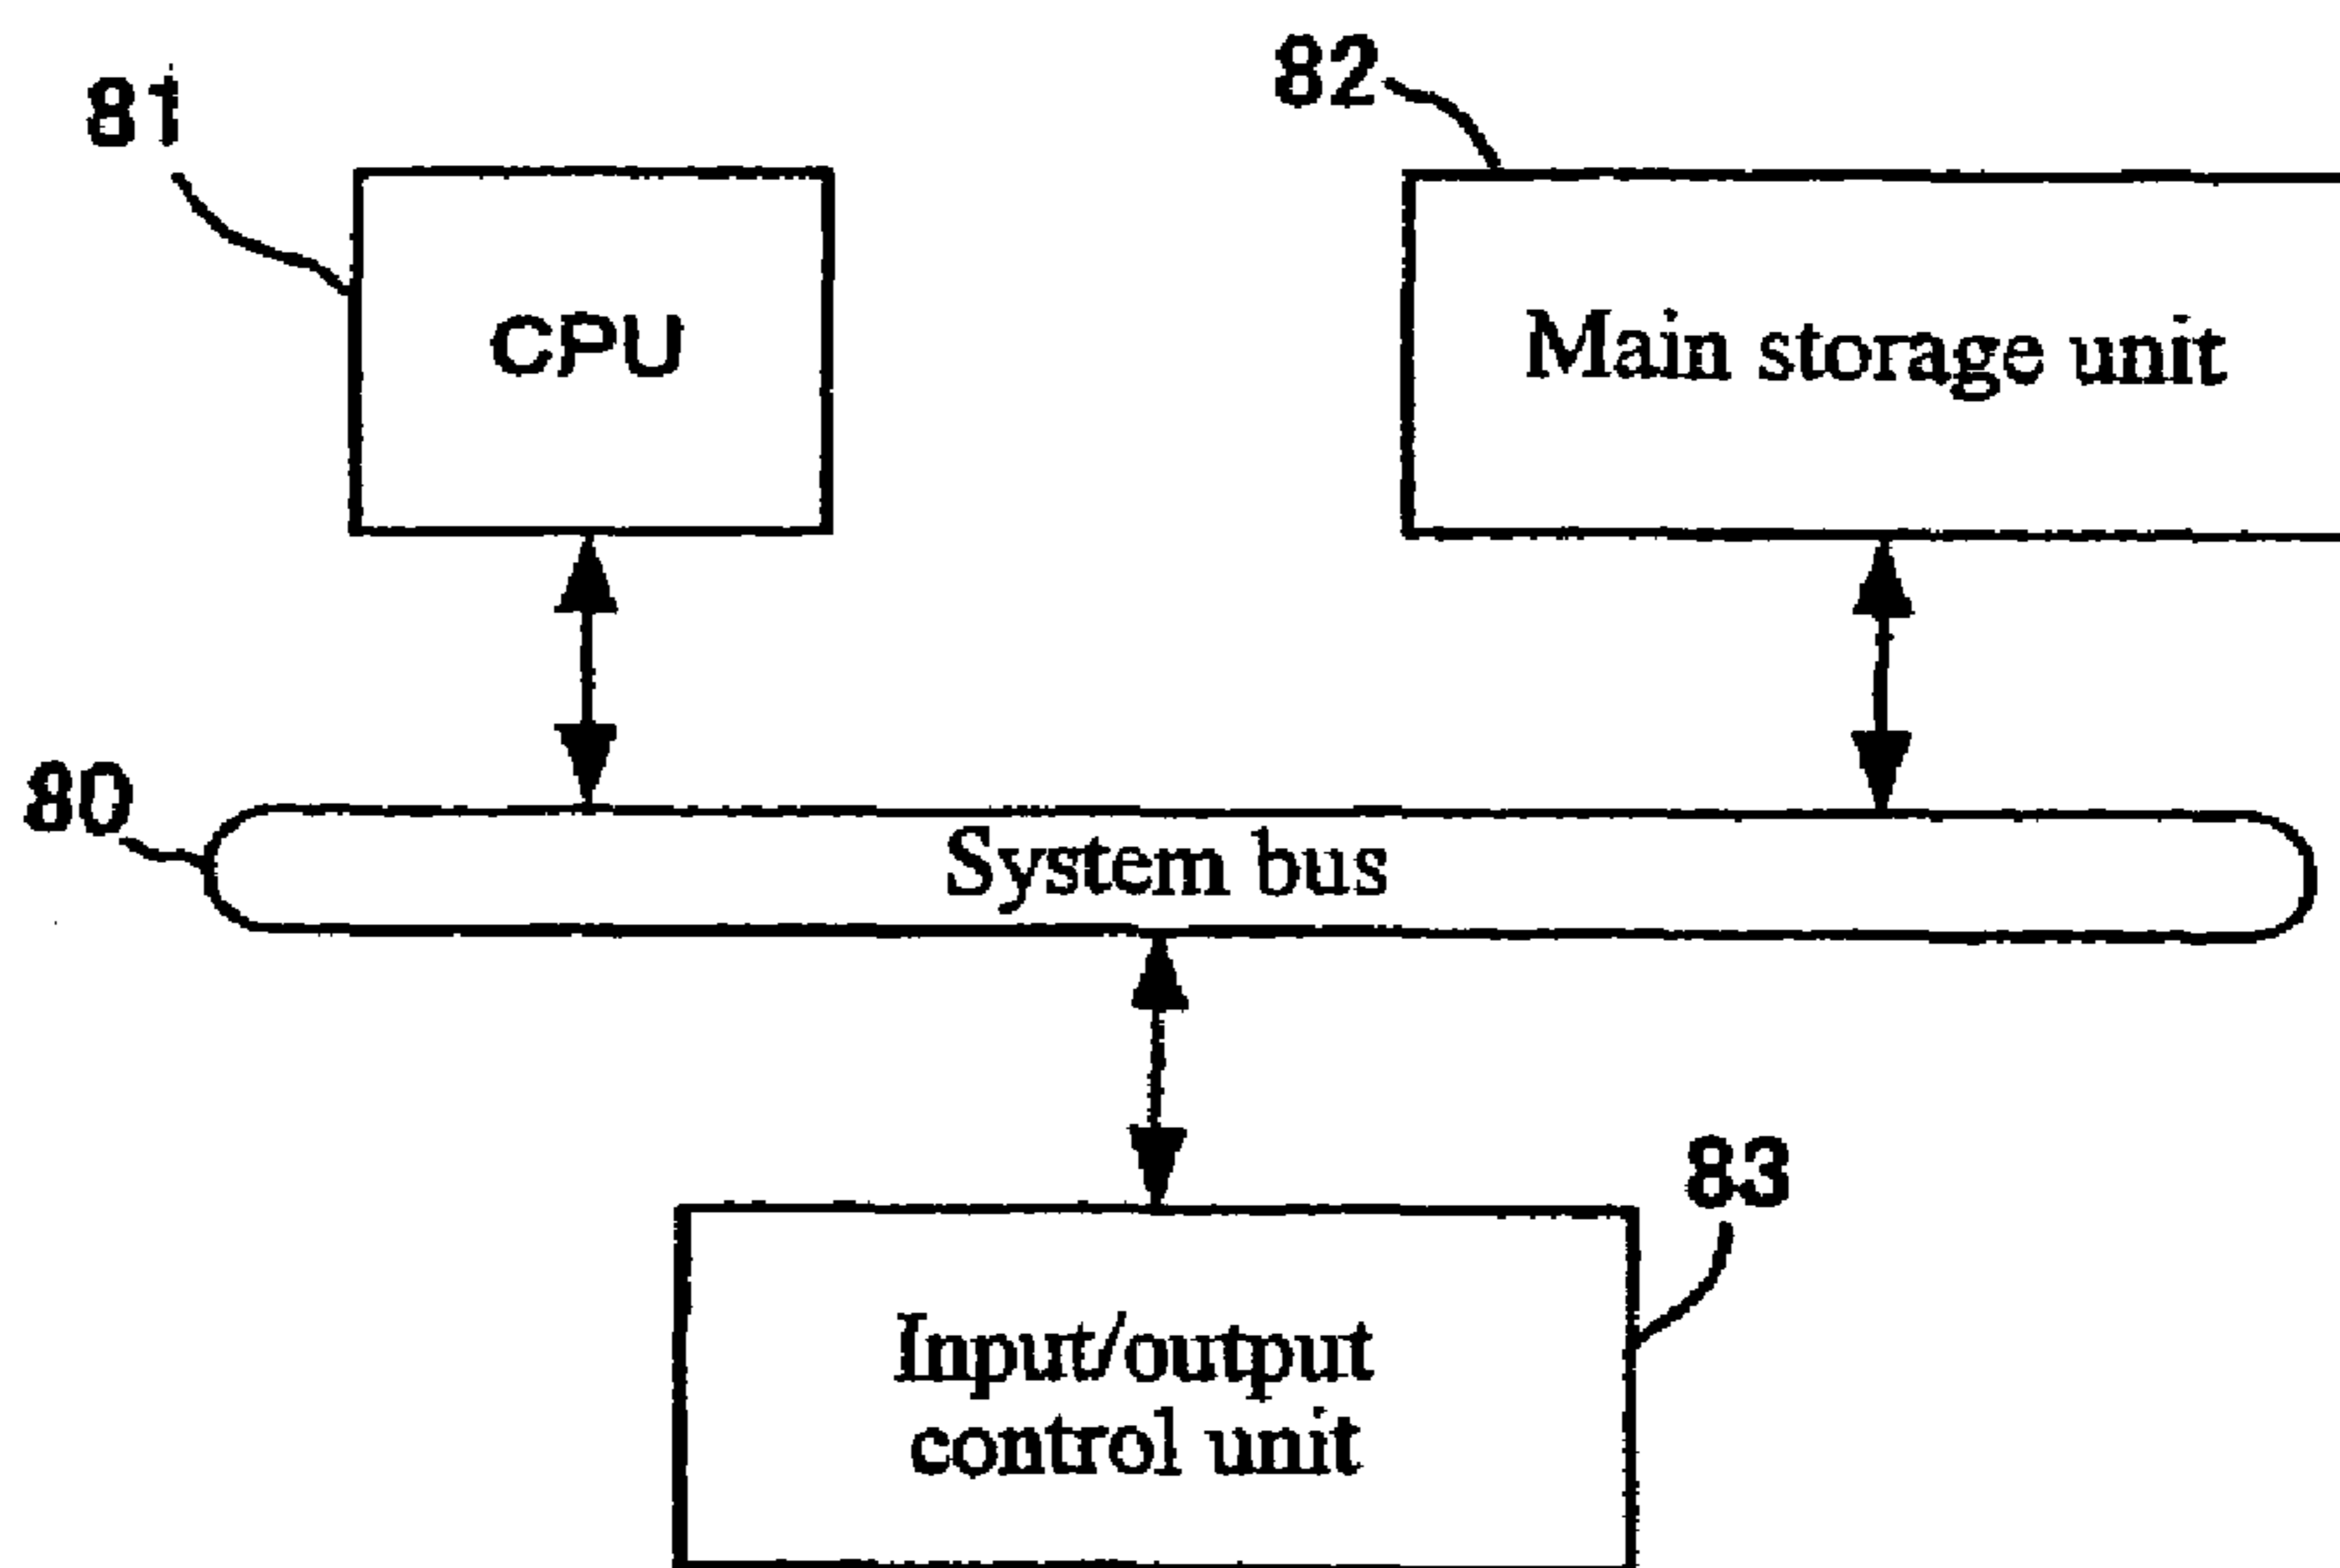 81
82
CPU
Main storage unit
80
System bus
83
Input/output
control unit